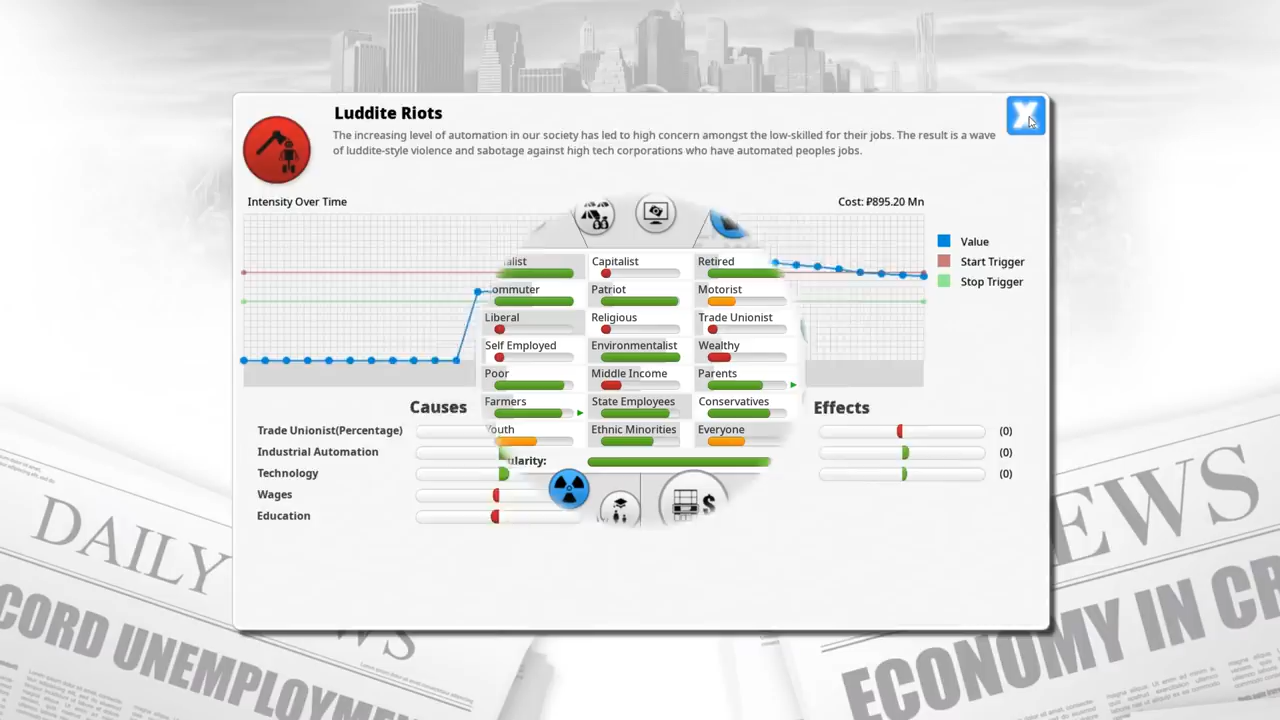 Luddite Riots
The increasing level of automation in our society has led to high concern amongst the low-skilled for their jobs. The result is a wave
of luddite-style violence and sabotage against high tech corporations who have automated peoples jobs.
Intensity Over Time
Cost: ₽895.20 Mn
Value
Start Trigger
Stop Trigger
alist Capitalist Retired
ommuter Patriot Motorist
Liberal Religious Trade Unionist
Self Employed Environmentalist Wealthy
Poor Middle Income Parents
Farmers State Employees Conservatives
Youth Ethnic Minorities Everyone
ularity:
$
Causes
Trade Unionist(Percentage)
Industrial Automation
Technology
Wages
Education
Effects
(0)
(0)
(0)
DAILY
NEWS
CORD UNEMPLOYME
WS
ECONOMY IN CR